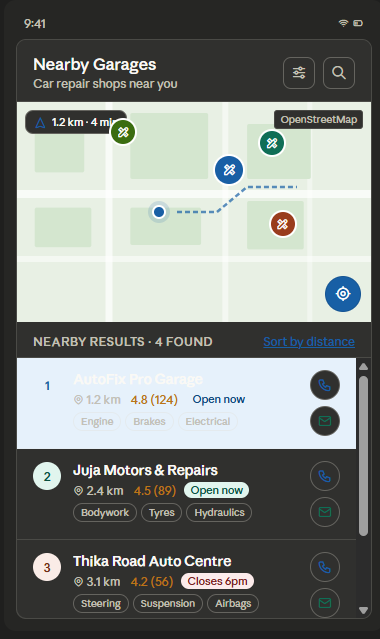 9:41
Nearby Garages
Car repair shops near you
1.2 km · 4 min
OpenStreetMap
NEARBY RESULTS · 4 FOUND
Sort by distance
1
AutoFix Pro Garage
1.2 km 4.8 (124) Open now
Engine Brakes Electrical
2
Juja Motors & Repairs
2.4 km 4.5 (89) Open now
Bodywork Tyres Hydraulics
3
Thika Road Auto Centre
3.1 km 4.2 (56) Closes 6pm
Steering Suspension Airbags